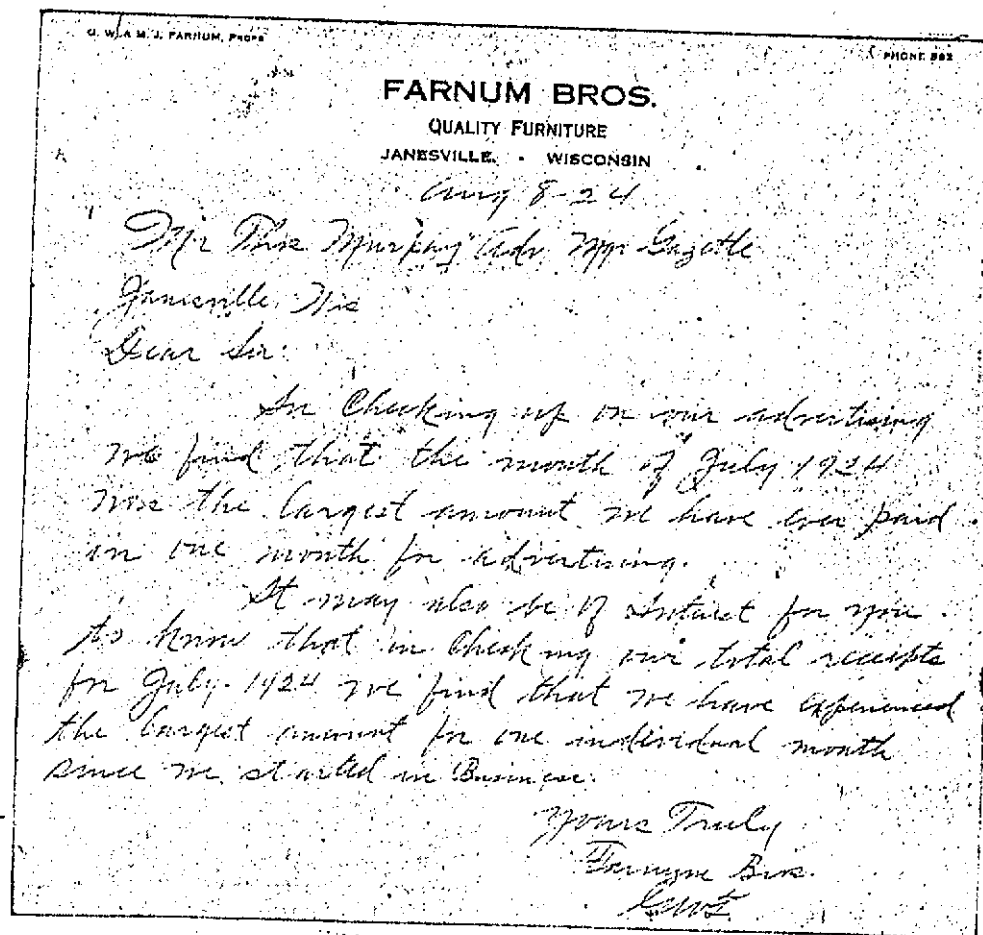 G. W. & M. J. FARNUM, PROPS
PHONE
FARNUM BROS.
QUALITY FURNITURE
JANESVILLE. - WISCONSIN
Aug 8-24
Mr Murphy Adv. Mgr Gazette
Janesville, Wis
Dear Sir:
In Checking up on our advertising
we find that the month of July 1924
was the largest amount we have ever paid
in one month for advertising.
It may also be of Interest for you
to know that in Checking our total receipts
for July 1924 we find that we have experienced
the largest amount for one individual month
since we started in Business.
Yours Truly
Farnum Bros.